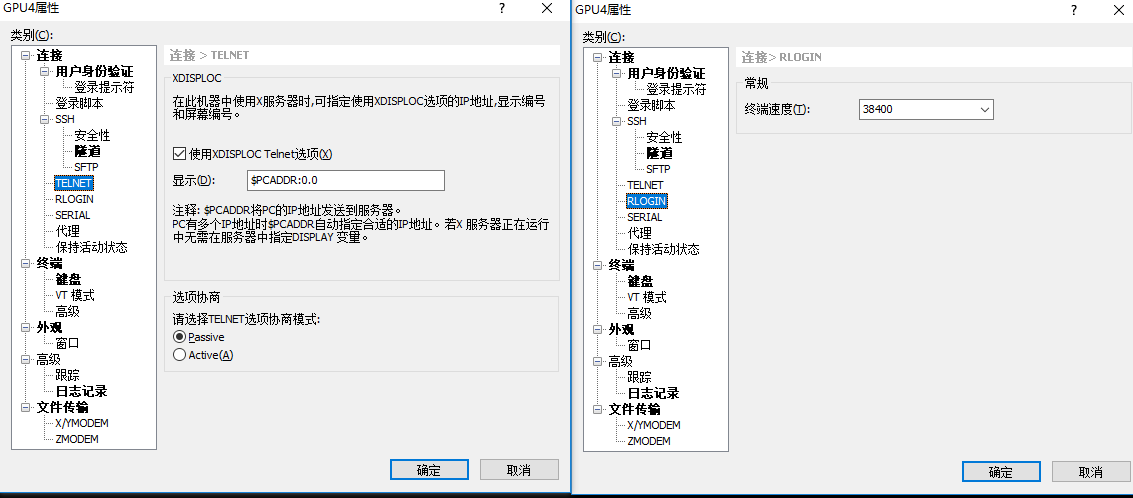 GPU4属性
类别(C):
连接
用户身份验证
登录提示符
登录脚本
SSH
安全性
隧道
SFTP
TELNET
RLOGIN
SERIAL
代理
保持活动状态
终端
键盘
VT 模式
高级
外观
窗口
高级
跟踪
日志记录
文件传输
X/YMODEM
ZMODEM
连接 > TELNET
XDISPLOC
在此机器中使用X服务器时,可指定使用XDISPLOC选项的IP地址,显示编号
和屏幕编号。
使用XDISPLOC Telnet选项(X)
显示(D):
$PCADDR:0.0
注释: $PCADDR将PC的IP地址发送到服务器。
PC有多个IP地址时$PCADDR自动指定合适的IP地址。若X 服务器正在运行
中无需在服务器中指定DISPLAY 变量。
选项协商
请选择TELNET选项协商模式:
Passive
Active(A)
确定
取消
GPU4属性
类别(C):
连接
用户身份验证
登录提示符
登录脚本
SSH
安全性
隧道
SFTP
TELNET
RLOGIN
SERIAL
代理
保持活动状态
终端
键盘
VT 模式
高级
外观
窗口
高级
跟踪
日志记录
文件传输
X/YMODEM
ZMODEM
连接> RLOGIN
常规
终端速度(T):
38400
确定
取消